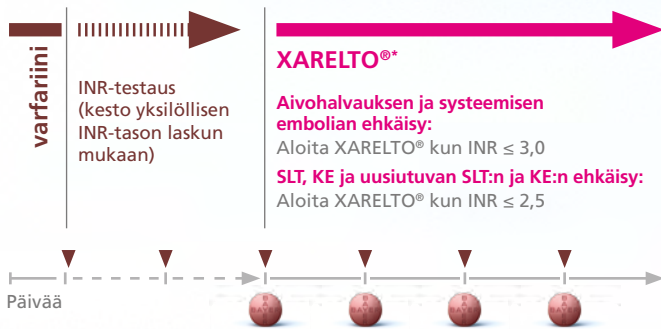 varfariini
INR-testaus
(kesto yksilöllisen
INR-tason laskun
mukaan)
XARELTO®*
Aivohalvauksen ja systeemisen
embolian ehkäisy:
Aloita XARELTO® kun INR ≤ 3,0
SLT, KE ja uusiutuvan SLT:n ja KE:n ehkäisy:
Aloita XARELTO® kun INR ≤ 2,5
Päivää